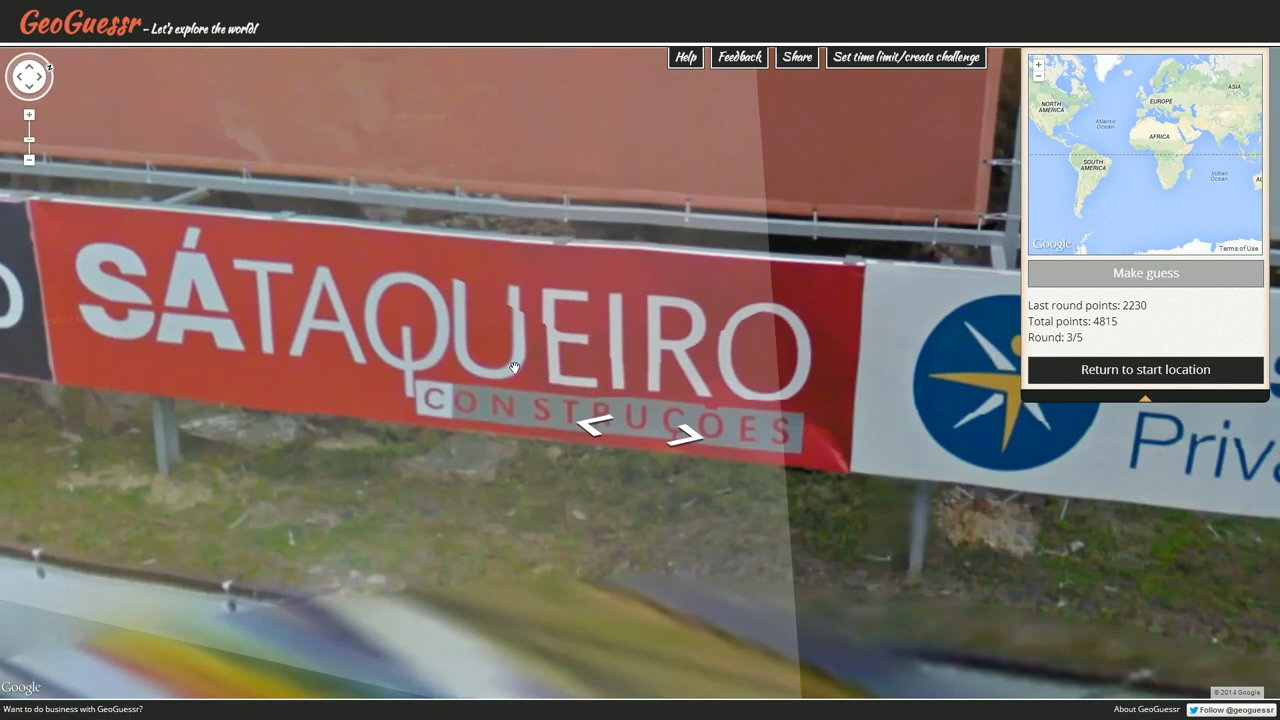 GeoGuessr – Let's explore the world!
Help
Feedback
Share
Set time limit/create challenge
NORTH AMERICA
EUROPE
ASIA
Atlantic Ocean
AFRICA
SOUTH AMERICA
Indian Ocean
Google
Terms of Use
Make guess
Last round points: 2230
Total points: 4815
Round: 3/5
Return to start location
SÁTAQUEIRO
CONSTRUÇÕES
Google
© 2014 Google
Want to do business with GeoGuessr?
About GeoGuessr
Follow @geoguessr